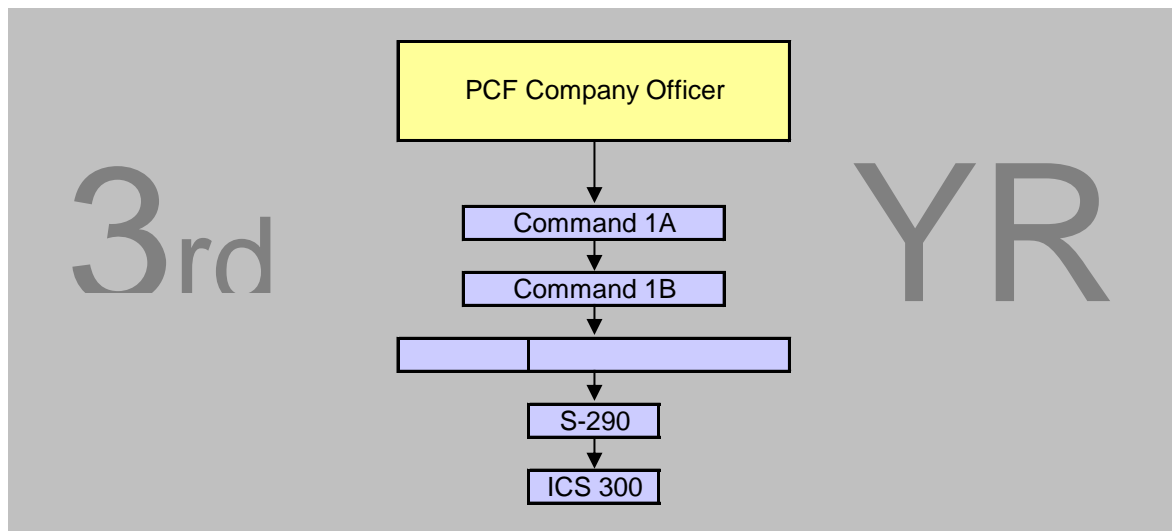 PCF Company Officer
3rd YR
Command 1A
Command 1B
S-290
ICS 300